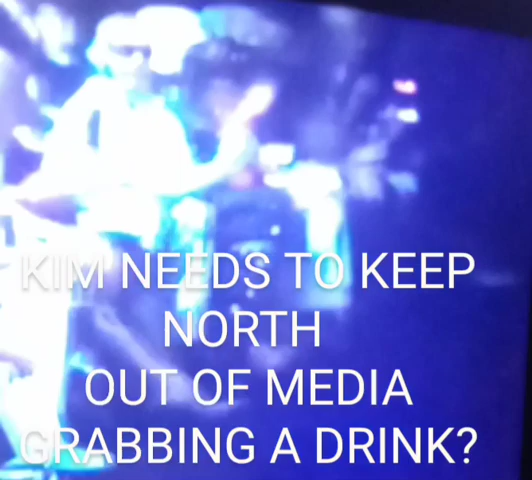 KIM NEEDS TO KEEP
NORTH
OUT OF MEDIA
GRABBING A DRINK?